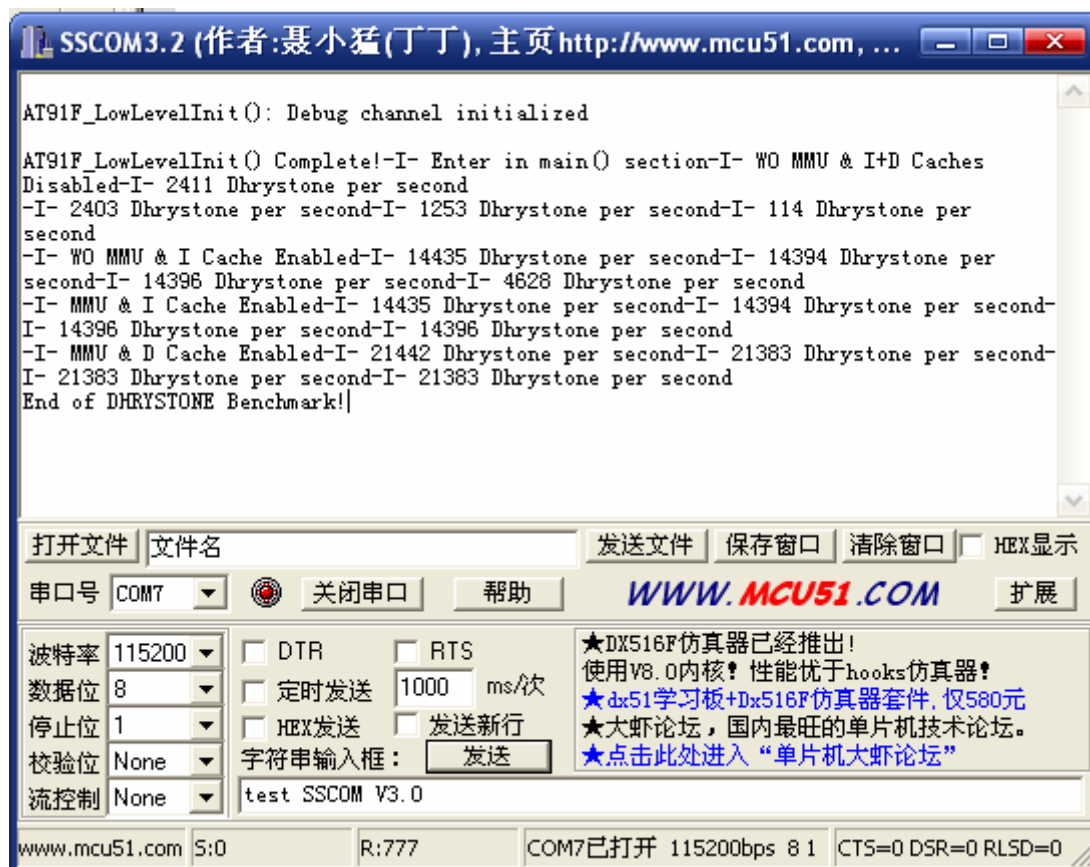 SSCOM3.2 (作者:聂小猛(丁丁),主页http://www.mcu51.com, ...
AT91F_LowLevelInit(): Debug channel initialized
AT91F_LowLevelInit() Complete!-I- Enter in main() section-I- WO MMU & I+D Caches
Disabled-I- 2411 Dhrystone per second
-I- 2403 Dhrystone per second-I- 1253 Dhrystone per second-I- 114 Dhrystone per
second
-I- WO MMU & I Cache Enabled-I- 14435 Dhrystone per second-I- 14394 Dhrystone per
second-I- 14396 Dhrystone per second-I- 4628 Dhrystone per second
-I- MMU & I Cache Enabled-I- 14435 Dhrystone per second-I- 14394 Dhrystone per second-
I- 14396 Dhrystone per second-I- 14396 Dhrystone per second
-I- MMU & D Cache Enabled-I- 21442 Dhrystone per second-I- 21383 Dhrystone per second-
I- 21383 Dhrystone per second-I- 21383 Dhrystone per second
End of DHRYSTONE Benchmark!
打开文件 文件名 发送文件 保存窗口 清除窗口 HEX显示
串口号 COM7 关闭串口 帮助 WWW.MCU51.COM 扩展
波特率 115200 DTR RTS
数据位 8 定时发送 1000 ms/次
停止位 1 HEX发送 发送新行
校验位 None 字符串输入框： 发送
流控制 None test SSCOM V3.0
★DX516F仿真器已经推出!
使用V8.0内核! 性能忧于hooks仿真器!
★dx51学习板+Dx516F仿真器套件,仅580元
★大虾论坛，国内最旺的单片机技术论坛。
★点击此处进入“单片机大虾论坛”
www.mcu51.com S:0 R:777 COM7已打开 115200bps 8 1 CTS=0 DSR=0 RLSD=0